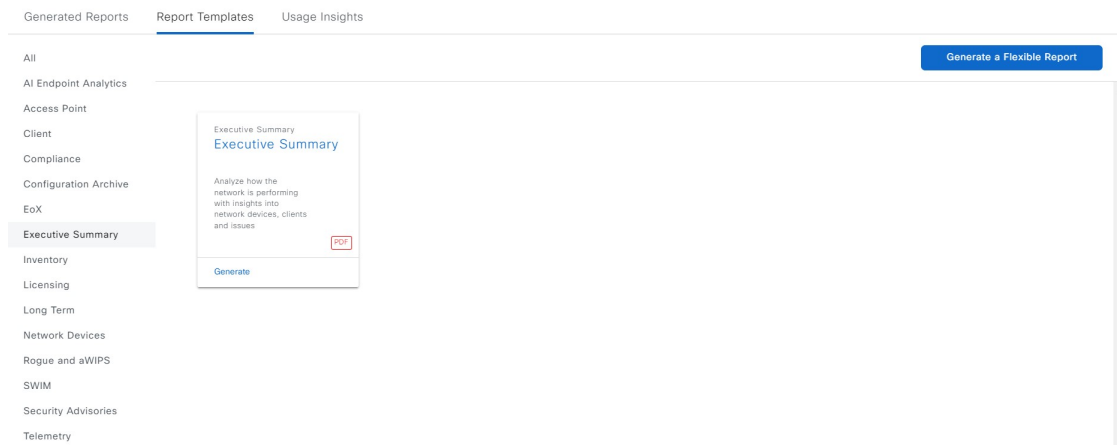 Generated Reports
Report Templates
Usage Insights
All
AI Endpoint Analytics
Access Point
Client
Compliance
Configuration Archive
EoX
Executive Summary
Inventory
Licensing
Long Term
Network Devices
Rogue and aWIPS
SWIM
Security Advisories
Telemetry
Generate a Flexible Report
Executive Summary
Executive Summary
Analyze how the
network is performing
with insights into
network devices, clients
and issues
PDF
Generate